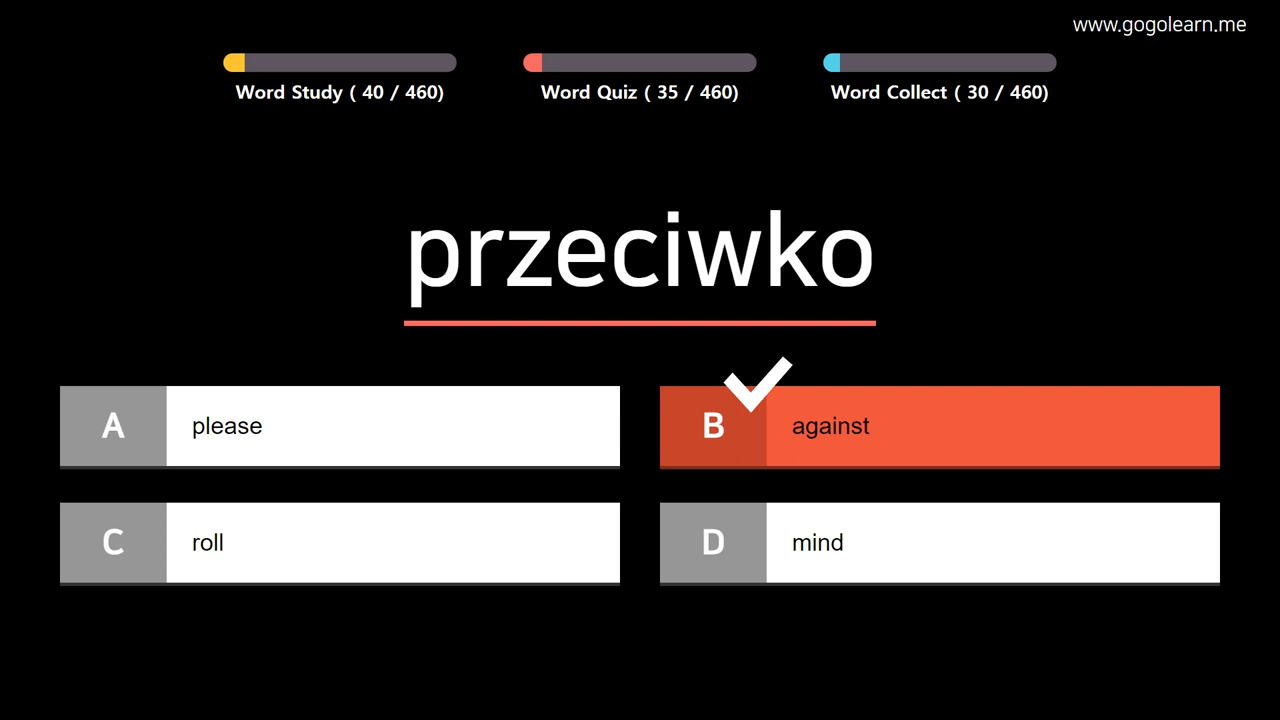 www.gogolearn.me
Word Study ( 40 / 460)
Word Quiz ( 35 / 460)
Word Collect ( 30 / 460)
przeciwko
A please
B against
C roll
D mind